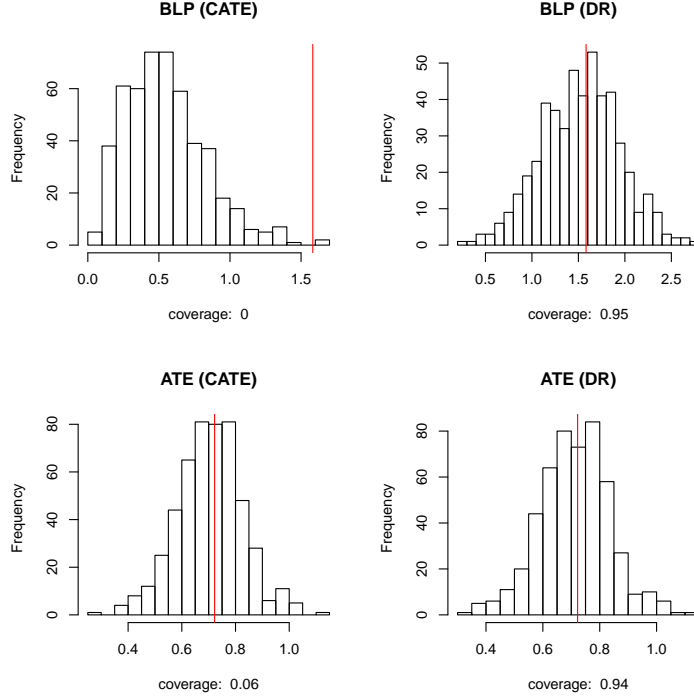 BLP (CATE)
Frequency
0 20 40 60
0.0 0.5 1.0 1.5
coverage: 0
BLP (DR)
Frequency
0 10 20 30 40 50
0.5 1.0 1.5 2.0 2.5
coverage: 0.95
ATE (CATE)
Frequency
0 20 40 60 80
0.4 0.6 0.8 1.0
coverage: 0.06
ATE (DR)
Frequency
0 20 40 60 80
0.4 0.6 0.8 1.0
coverage: 0.94